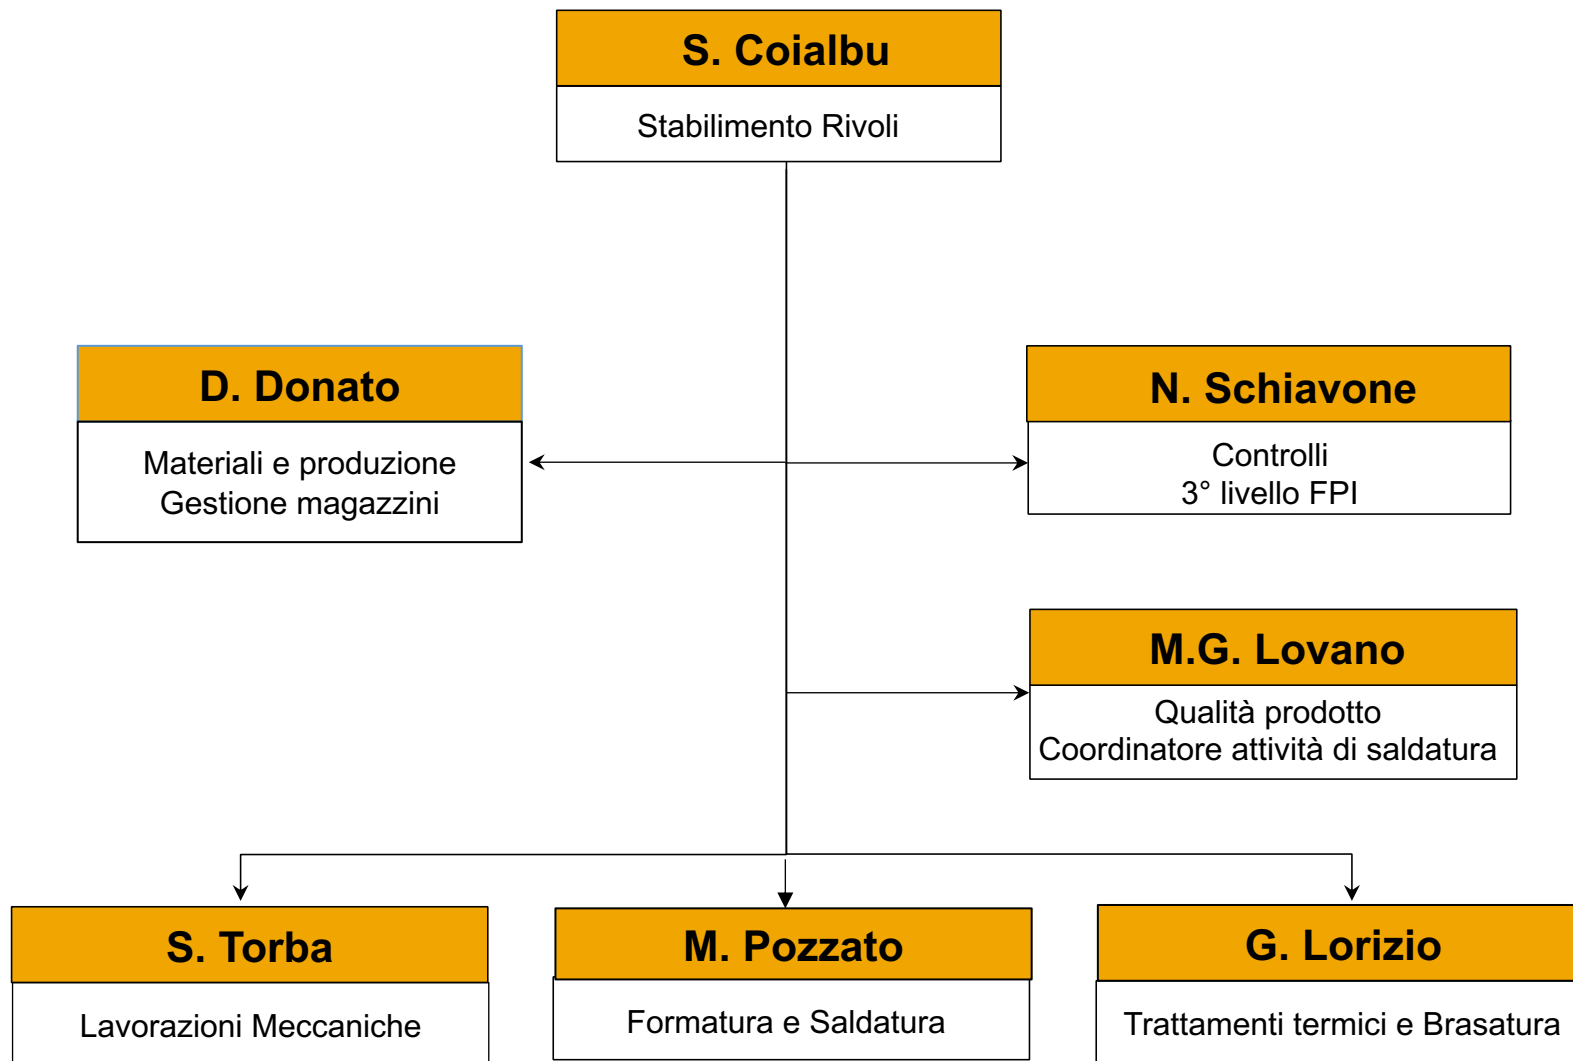 S. Coialbu
Stabilimento Rivoli
D. Donato
Materiali e produzione
Gestione magazzini
N. Schiavone
Controlli
3° livello FPI
M.G. Lovano
Qualità prodotto
Coordinatore attività di saldatura
S. Torba
Lavorazioni Meccaniche
M. Pozzato
Formatura e Saldatura
G. Lorizio
Trattamenti termici e Brasatura